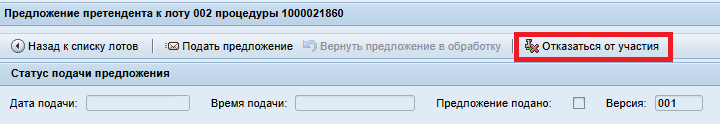 Предложение претендента к лоту 002 процедуры 1000021860
Назад к списку лотов Подать предложение Вернуть предложение в обработку Отказаться от участия
Статус подачи предложения
Дата подачи: Время подачи: Предложение подано: Версия: 001